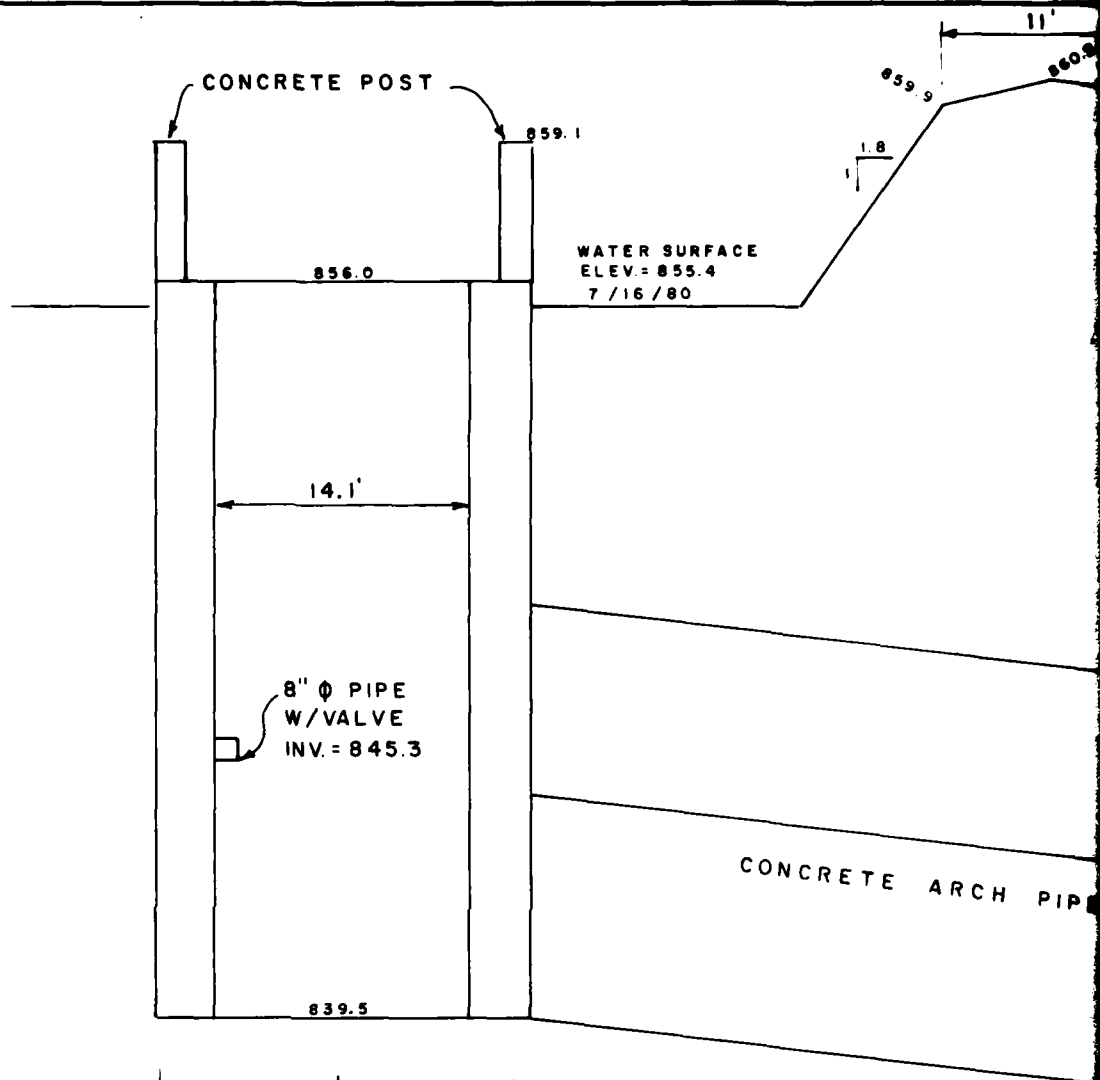 11'
860.
CONCRETE POST
859.9
859.1
1.8
1
WATER SURFACE
ELEV.= 855.4
7/16/80
856.0
14.1'
8" Φ PIPE
W/VALVE
INV.= 845.3
CONCRETE ARCH PIP
839.5